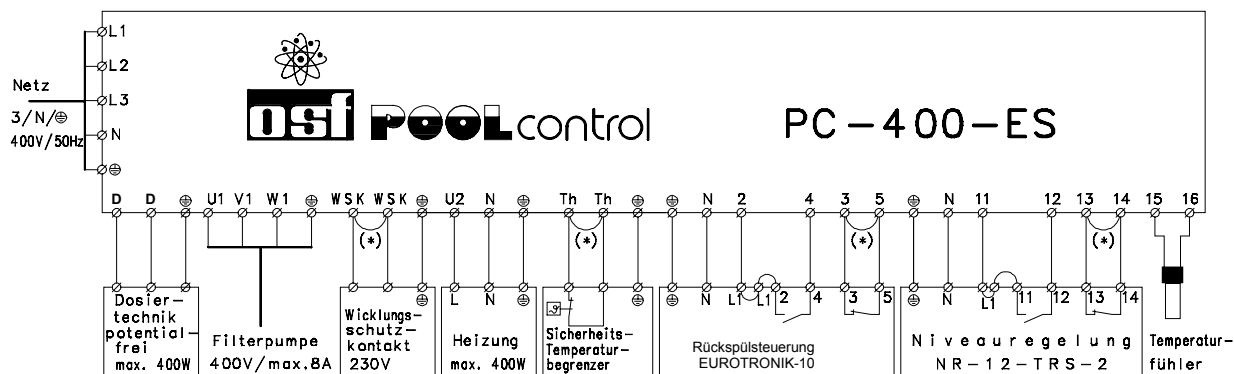 L1
L2
L3
N
Netz
3/N/⏚
400V/50Hz
osf POOLcontrol
PC-400-ES
D D ⏚ U1 V1 W1 ⏚ WSK WSK ⏚ U2 N ⏚ Th Th ⏚ ⏚ N 2 4 3 5 ⏚ N 11 12 13 14 15 16
(*) (*) (*) (*)
⏚ L N ⏚ ⏚ N L1 L1 2 4 3 5 ⏚ N L1 11 12 13 14
Dosier-
technik
potential-
frei
max. 400W
Filterpumpe
400V/max.8A
Wicklungs-
schutz-
kontakt
230V
Heizung
max. 400W
Sicherheits-
Temperatur-
begrenzer
Rückspülsteuerung
EUROTRONIK-10
Niveauregelung
NR-12-TRS-2
Temperatur-
fühler